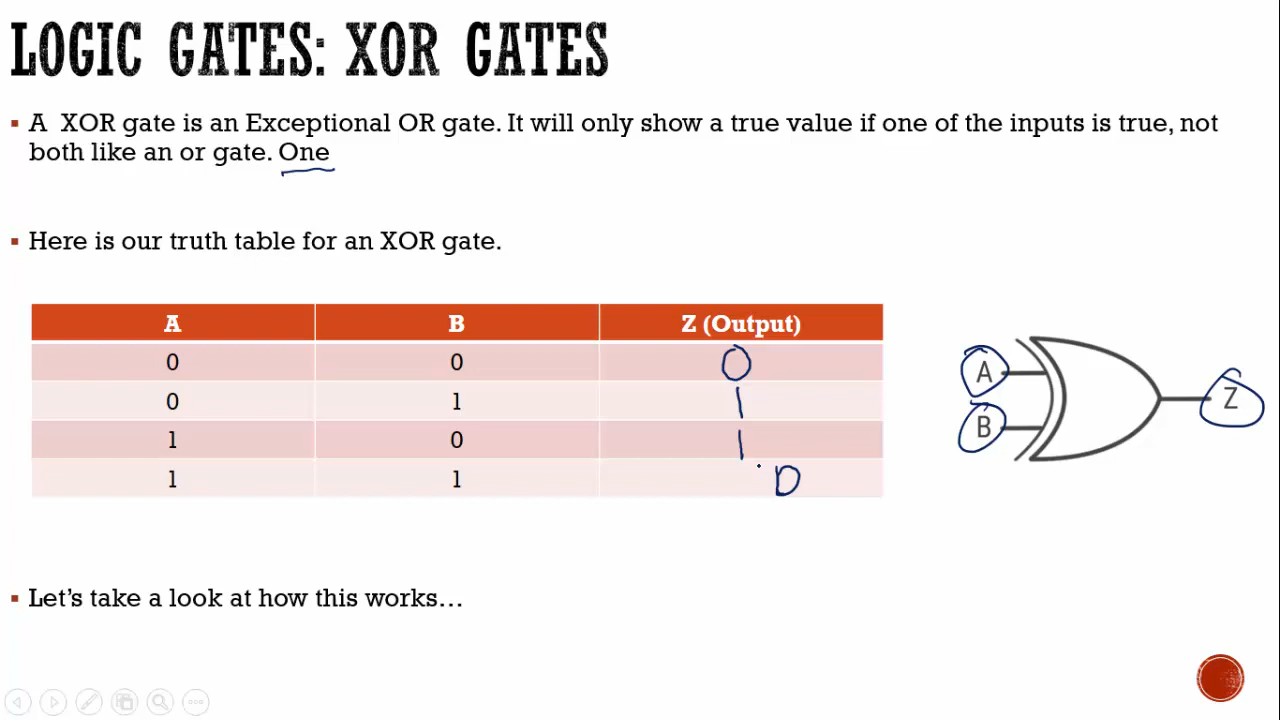 LOGIC GATES: XOR GATES
▪ A XOR gate is an Exceptional OR gate. It will only show a true value if one of the inputs is true, not
both like an or gate. One
▪ Here is our truth table for an XOR gate.
A B Z (Output)
0 0 0
0 1 1
1 0 1
1 1 0
A
B
Z
▪ Let's take a look at how this works…